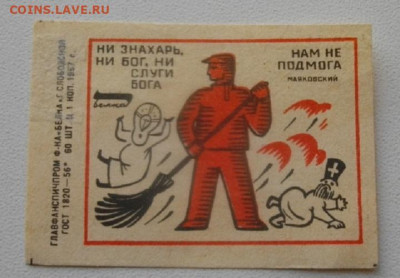 COINS.LAVE.RU
НИ ЗНАХАРЬ,
НИ БОГ, НИ
СЛУГИ
БОГА
НАМ НЕ
ПОДМОГА
МАЯКОВСКИЙ
Белка
ГЛАВФАНСПИЧПРОМ Ф-КА «БЕЛКА» Г. СЛОБОДСКОЙ
ГОСТ 1820—56* 60 ШТ. Ц. 1 КОП. 1967 г.